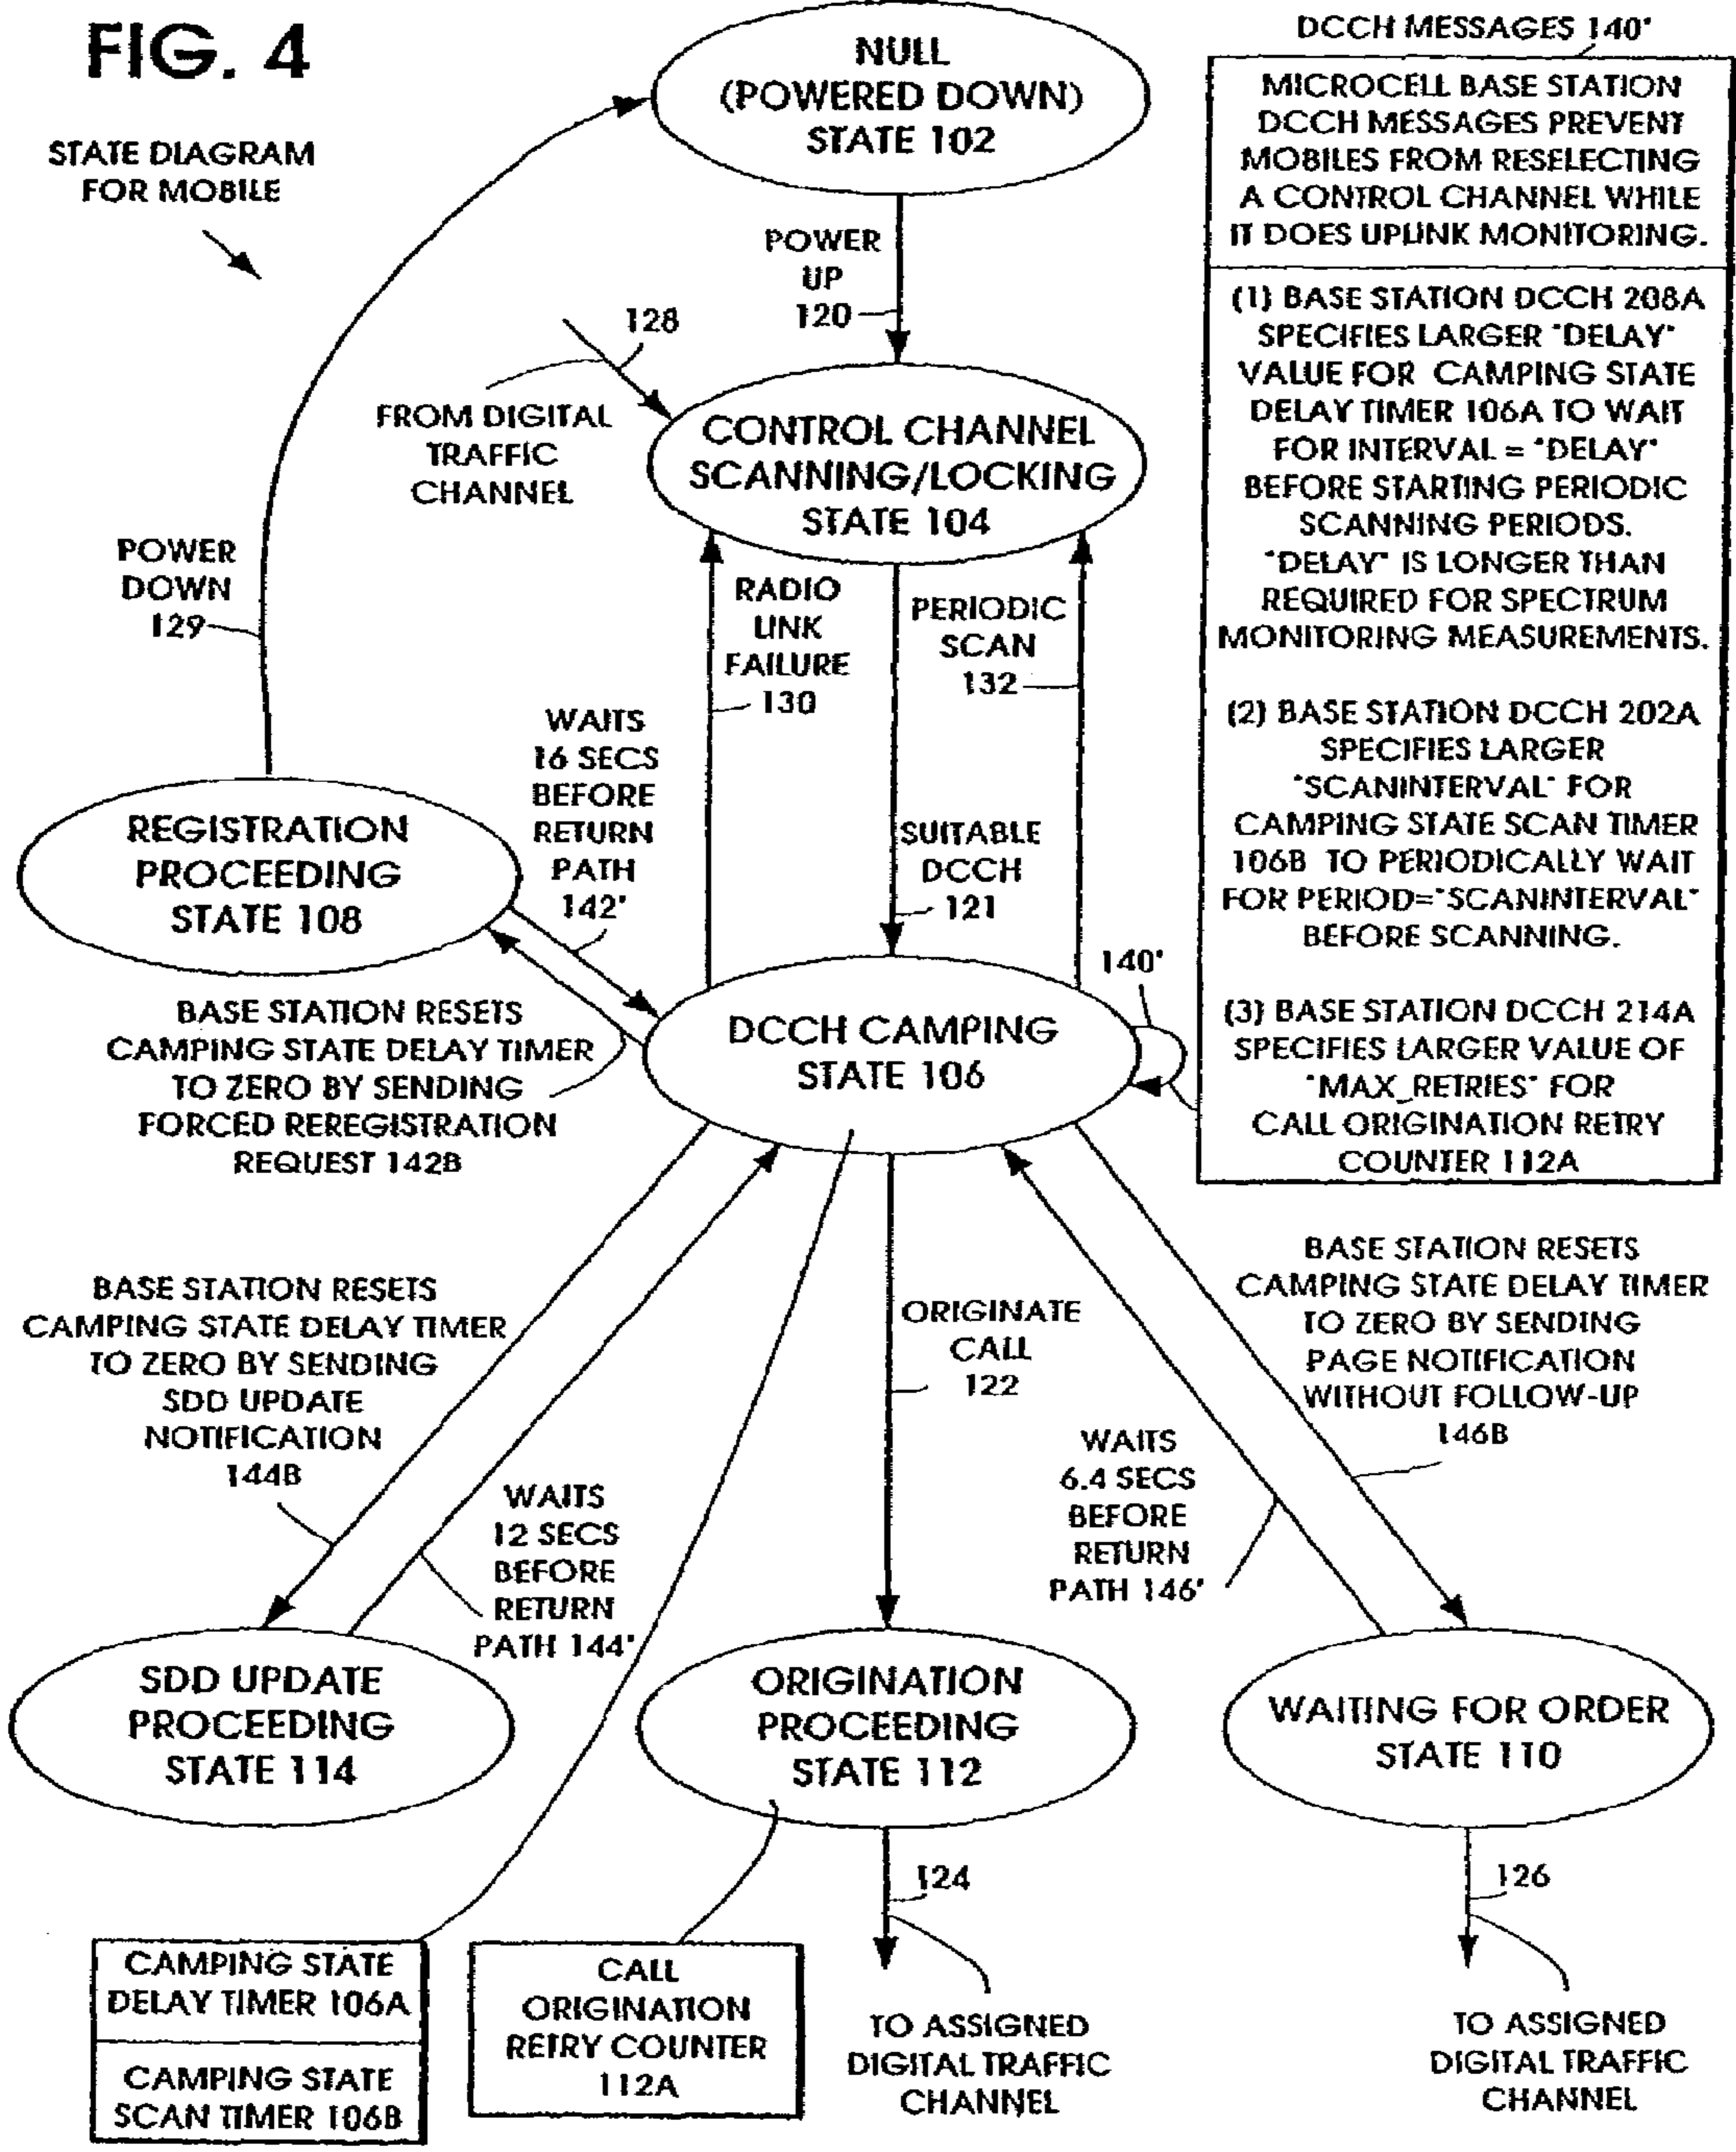 FIG. 4
STATE DIAGRAM
FOR MOBILE
NULL
(POWERED DOWN)
STATE 102
POWER
UP
120
128
FROM DIGITAL
TRAFFIC
CHANNEL
CONTROL CHANNEL
SCANNING/LOCKING
STATE 104
POWER
DOWN
129
RADIO
LINK
FAILURE
130
PERIODIC
SCAN
132
WAITS
16 SECS
BEFORE
RETURN
PATH
142'
SUITABLE
DCCH
121
REGISTRATION
PROCEEDING
STATE 108
BASE STATION RESETS
CAMPING STATE DELAY TIMER
TO ZERO BY SENDING
FORCED REREGISTRATION
REQUEST 142B
DCCH CAMPING
STATE 106
140'
DCCH MESSAGES 140'
MICROCELL BASE STATION
DCCH MESSAGES PREVENT
MOBILES FROM RESELECTING
A CONTROL CHANNEL WHILE
IT DOES UPLINK MONITORING.
(1) BASE STATION DCCH 208A
SPECIFIES LARGER "DELAY"
VALUE FOR CAMPING STATE
DELAY TIMER 106A TO WAIT
FOR INTERVAL = "DELAY"
BEFORE STARTING PERIODIC
SCANNING PERIODS.
"DELAY" IS LONGER THAN
REQUIRED FOR SPECTRUM
MONITORING MEASUREMENTS.
(2) BASE STATION DCCH 202A
SPECIFIES LARGER
"SCANINTERVAL" FOR
CAMPING STATE SCAN TIMER
106B TO PERIODICALLY WAIT
FOR PERIOD="SCANINTERVAL"
BEFORE SCANNING.
(3) BASE STATION DCCH 214A
SPECIFIES LARGER VALUE OF
"MAX_RETRIES" FOR
CALL ORIGINATION RETRY
COUNTER 112A
BASE STATION RESETS
CAMPING STATE DELAY TIMER
TO ZERO BY SENDING
SDD UPDATE
NOTIFICATION
144B
WAITS
12 SECS
BEFORE
RETURN
PATH 144'
ORIGINATE
CALL
122
WAITS
6.4 SECS
BEFORE
RETURN
PATH 146'
BASE STATION RESETS
CAMPING STATE DELAY TIMER
TO ZERO BY SENDING
PAGE NOTIFICATION
WITHOUT FOLLOW-UP
146B
SDD UPDATE
PROCEEDING
STATE 114
ORIGINATION
PROCEEDING
STATE 112
WAITING FOR ORDER
STATE 110
CAMPING STATE
DELAY TIMER 106A
CAMPING STATE
SCAN TIMER 106B
CALL
ORIGINATION
RETRY COUNTER
112A
124
TO ASSIGNED
DIGITAL TRAFFIC
CHANNEL
126
TO ASSIGNED
DIGITAL TRAFFIC
CHANNEL